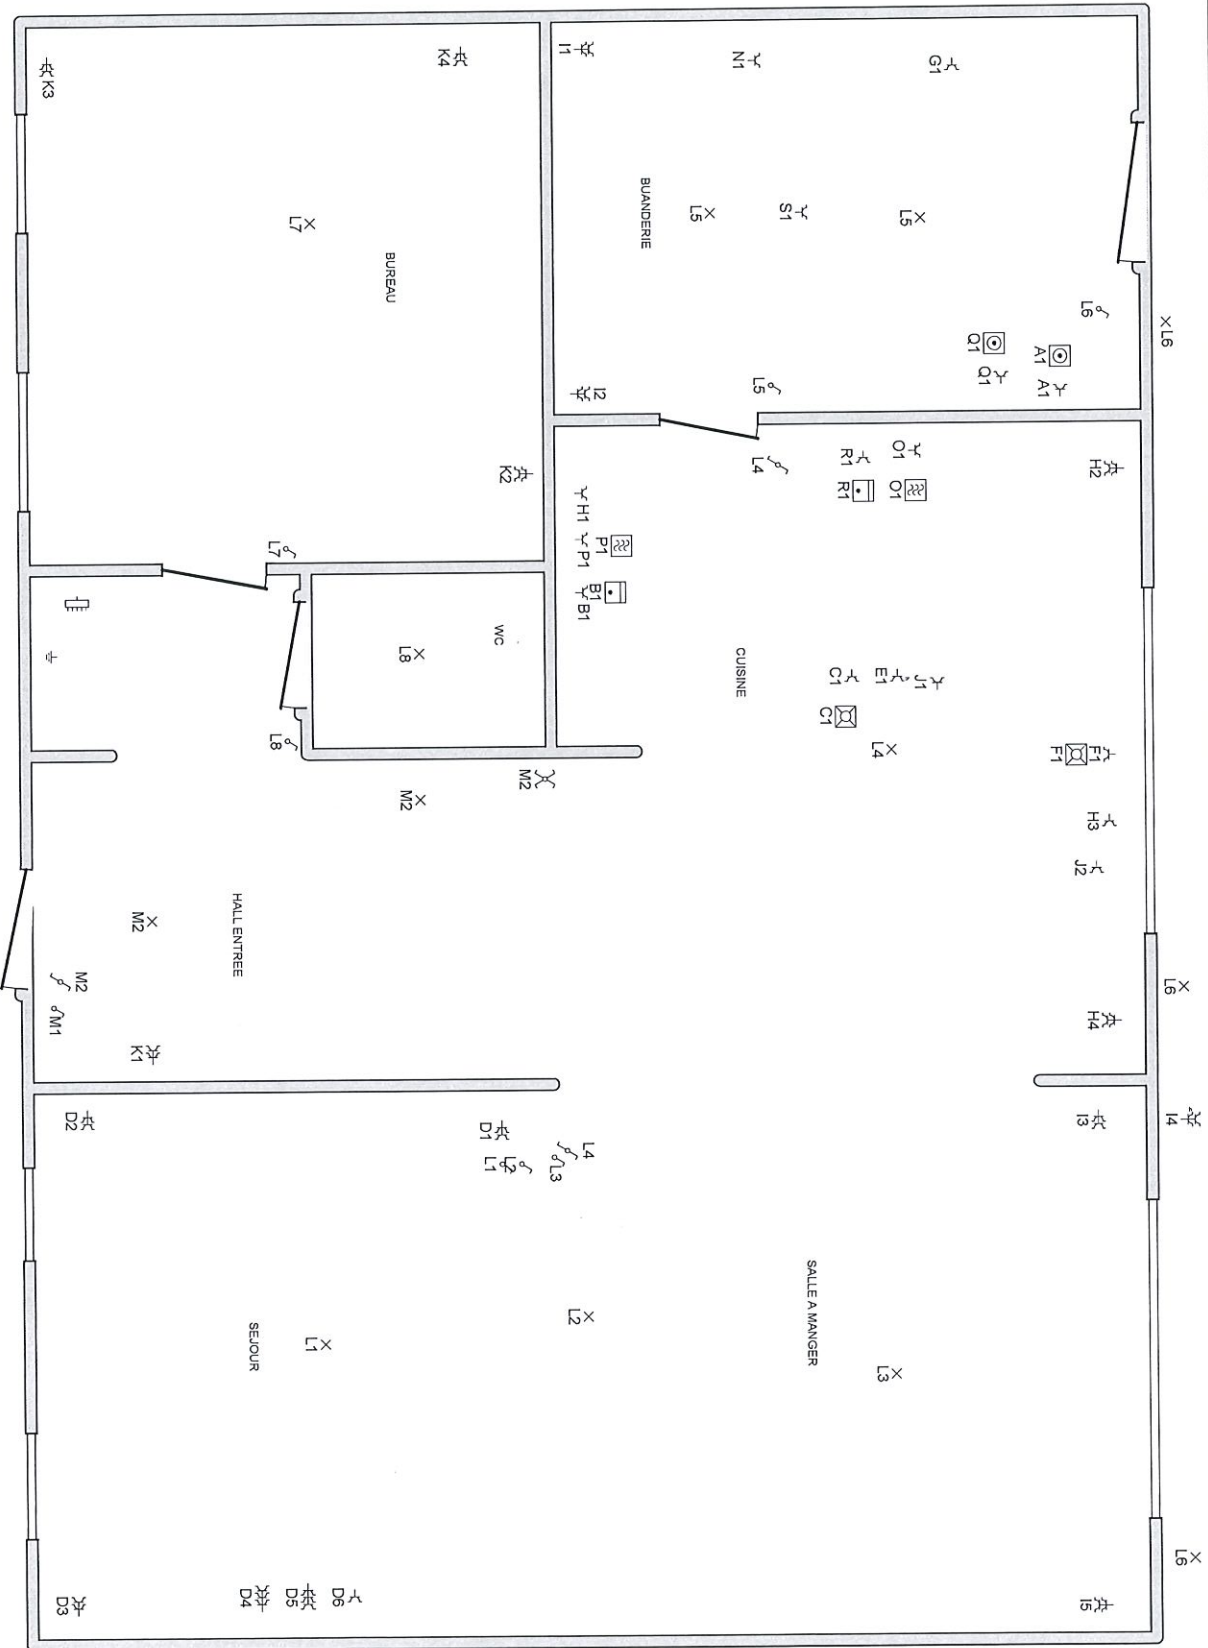 K3
K4
I1
N1
G1
L7
BUREAU
BUANDERIE
L5
S1
L5
L6
L6
Q1
A1
Q1
A1
L5
I2
K2
L4
R1
O1
R1
O1
H2
H1
P1
P1
B1
B1
L7
WC
L8
L8
CUISINE
C1
E1
J1
C1
L4
F1
F1
H3
J2
M2
M2
M2
HALL ENTREE
M2
M1
K1
L6
H4
D2
D1
L1
L2
L3
L4
I3
I4
L2
L1
SEJOUR
SALLE A MANGER
L3
L6
D3
D4
D5
D6
I5